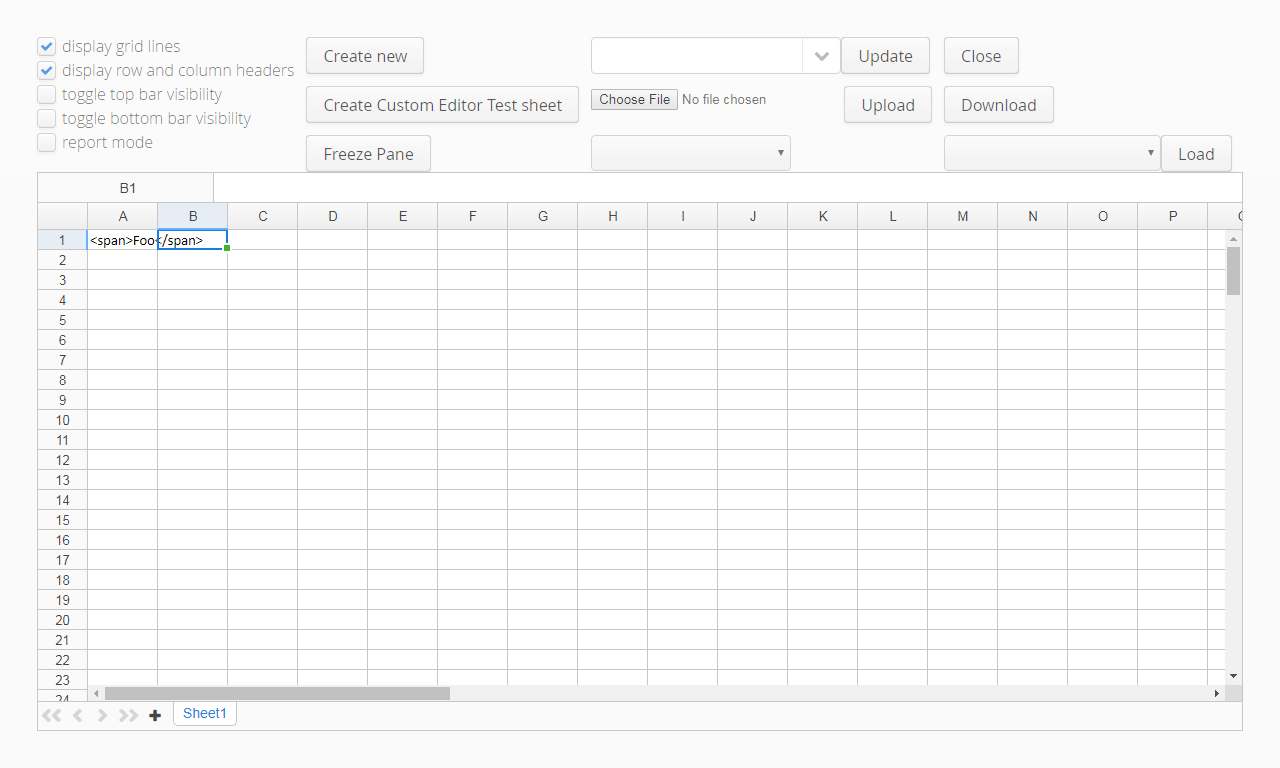 display grid lines
display row and column headers
toggle top bar visibility
toggle bottom bar visibility
report mode
Create new
Update
Close
Create Custom Editor Test sheet
Choose File No file chosen
Upload
Download
Freeze Pane
Load
B1
A B C D E F G H I J K L M N O P
1 <span>Foo</span>
2
3
4
5
6
7
8
9
10
11
12
13
14
15
16
17
18
19
20
21
22
23
24
Sheet1